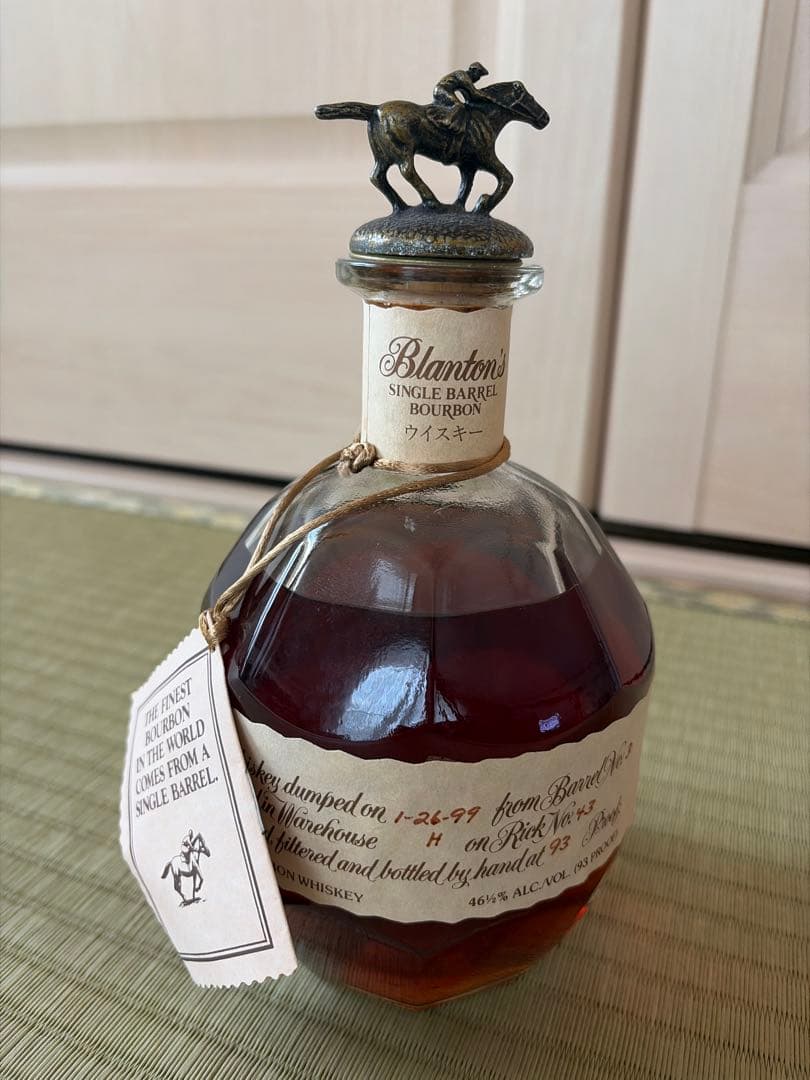 Blanton's
SINGLE BARREL
BOURBON
ウイスキー
THE FINEST
BOURBON
IN THE WORLD
COMES FROM A
SINGLE BARREL.
dumped on 1-26-99 from Barrel No.
in Warehouse H on Rick No. 43
filtered and bottled by hand at 93 Proof
WHISKEY 46½% ALC./VOL. (93 PROOF)